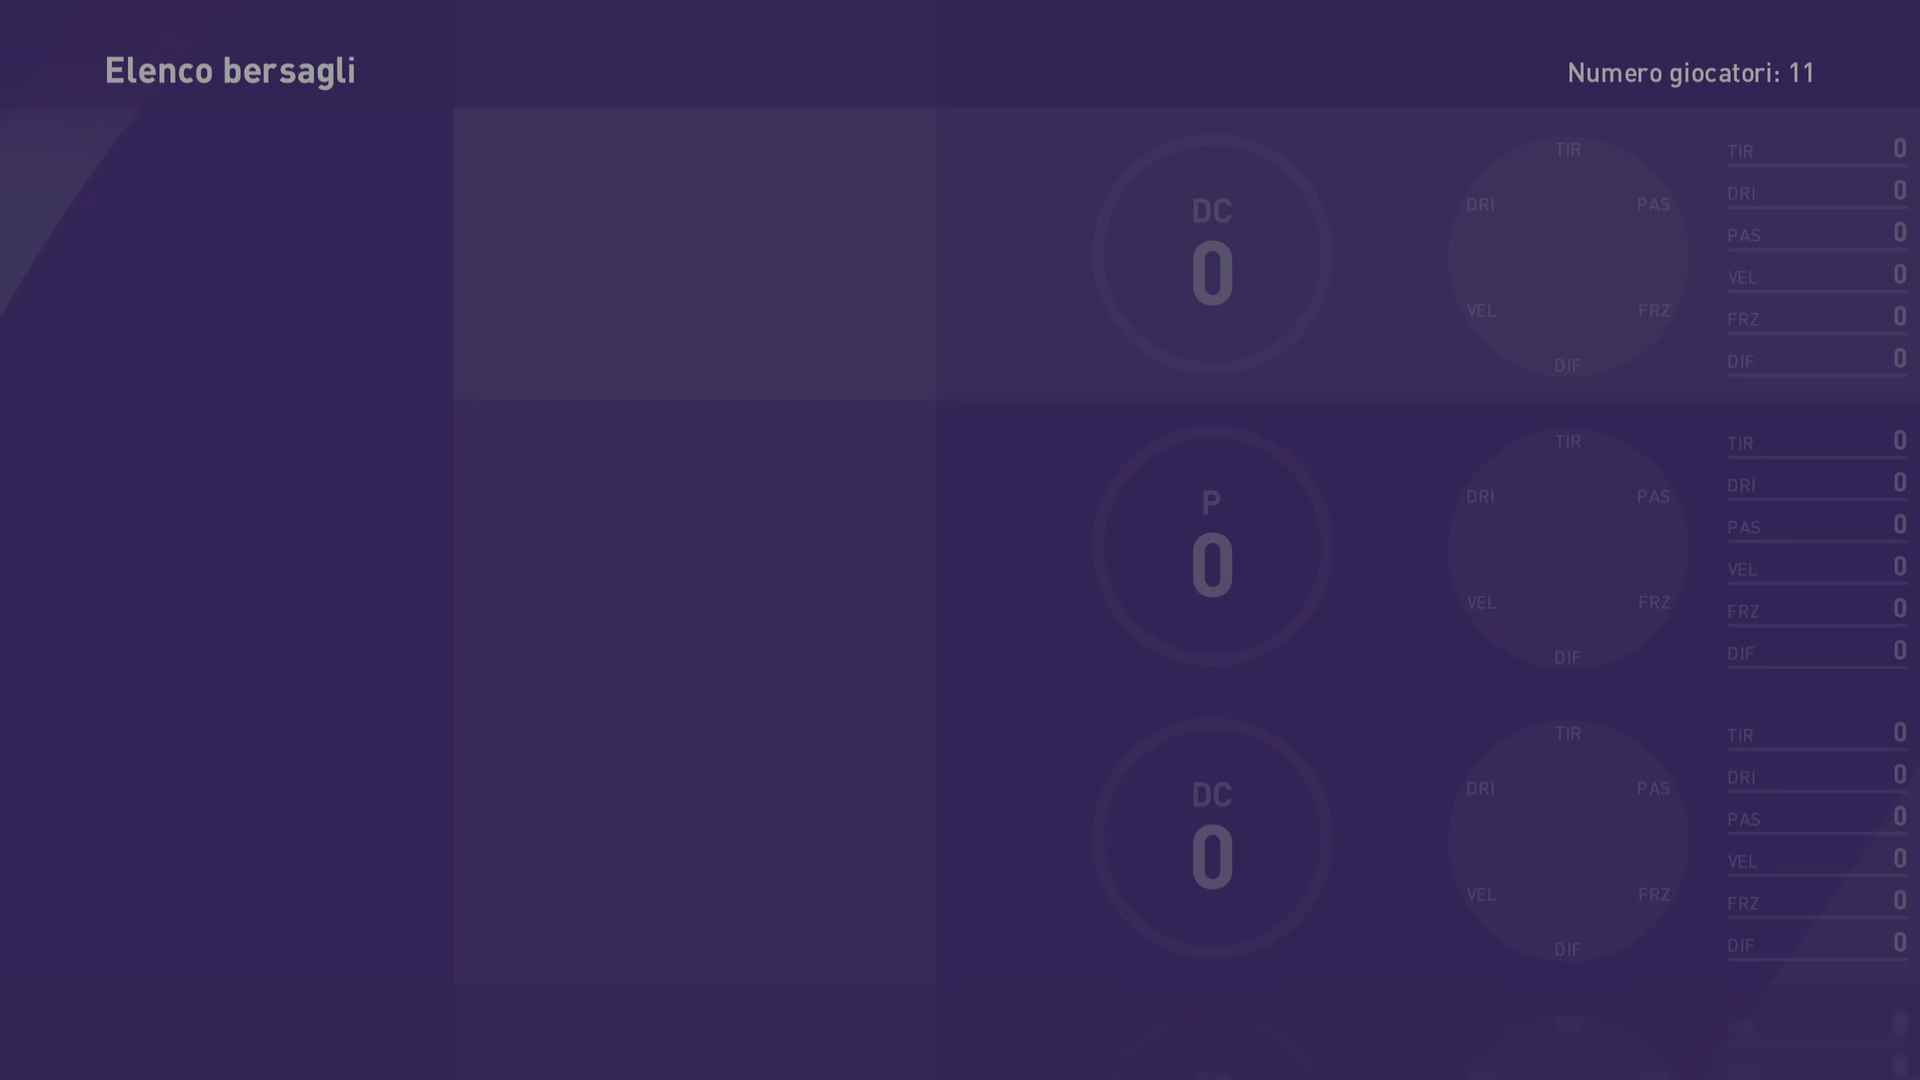 Elenco bersagli
Numero giocatori: 11
DC
0
TIR
DRI
PAS
VEL
FRZ
DIF
TIR 0
DRI 0
PAS 0
VEL 0
FRZ 0
DIF 0
P
0
TIR
DRI
PAS
VEL
FRZ
DIF
TIR 0
DRI 0
PAS 0
VEL 0
FRZ 0
DIF 0
DC
0
TIR
DRI
PAS
VEL
FRZ
DIF
TIR 0
DRI 0
PAS 0
VEL 0
FRZ 0
DIF 0